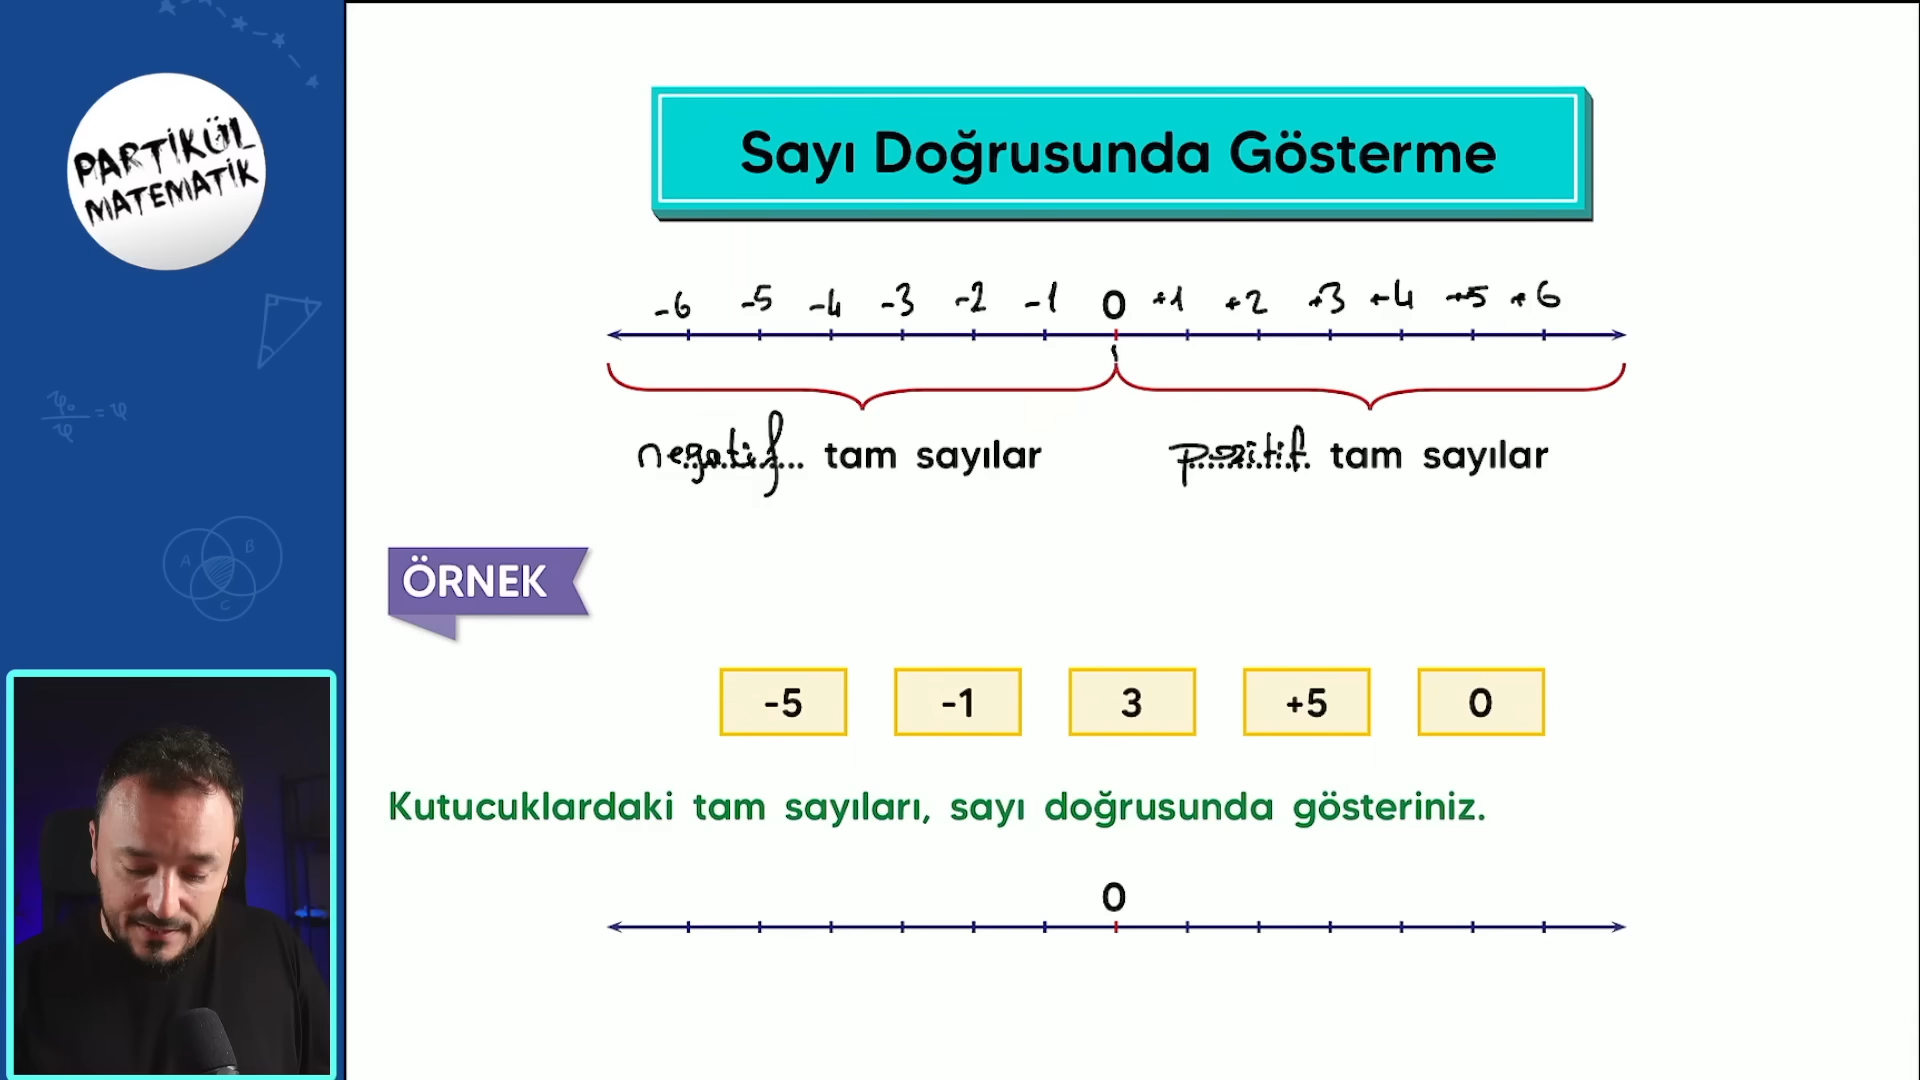 PARTİKÜL
MATEMATİK
Sayı Doğrusunda Gösterme
-6 -5 -4 -3 -2 -1 0 +1 +2 +3 +4 +5 +6
negatif tam sayılar pozitif tam sayılar
ÖRNEK
-5 -1 3 +5 0
Kutucuklardaki tam sayıları, sayı doğrusunda gösteriniz.
0
A B
C